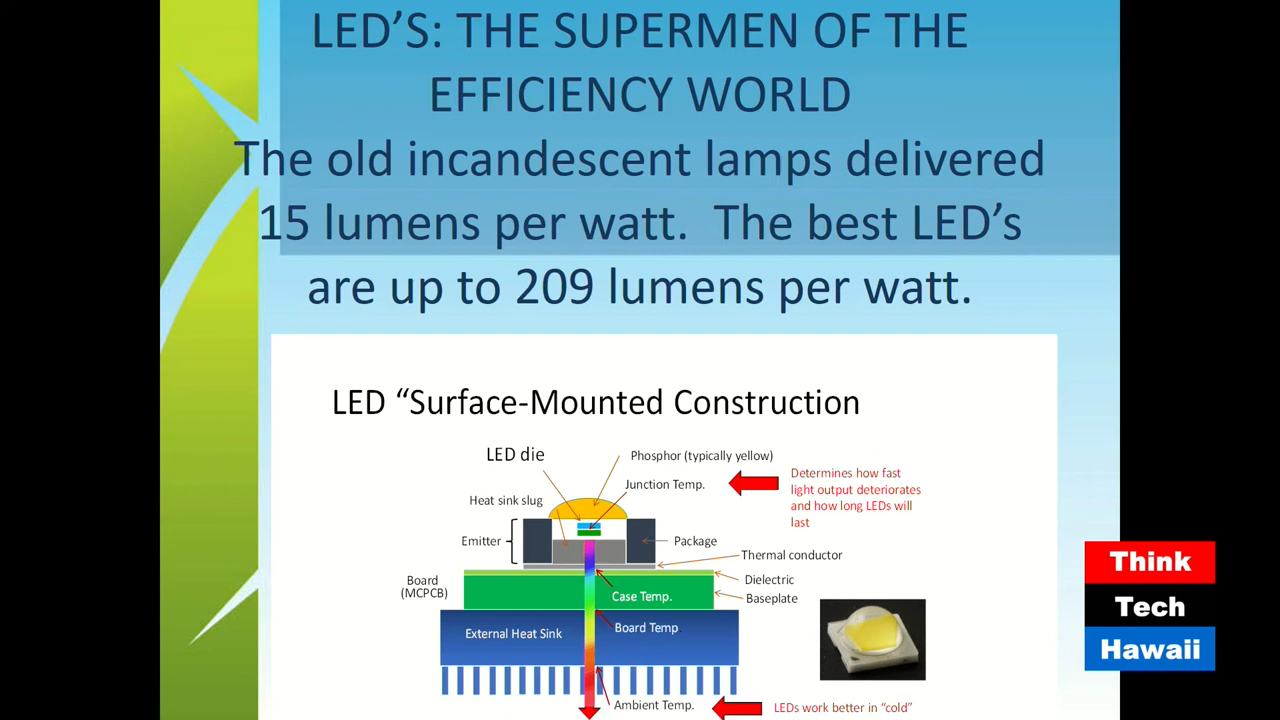 LED'S: THE SUPERMEN OF THE
EFFICIENCY WORLD
The old incandescent lamps delivered
15 lumens per watt.  The best LED's
are up to 209 lumens per watt.
LED “Surface-Mounted Construction
LED die
Phosphor (typically yellow)
Junction Temp.
Determines how fast
light output deteriorates
and how long LEDs will
last
Heat sink slug
Emitter
Package
Thermal conductor
Board
(MCPCB)
Dielectric
Baseplate
Case Temp.
External Heat Sink
Board Temp
Ambient Temp.
LEDs work better in “cold”
Think
Tech
Hawaii